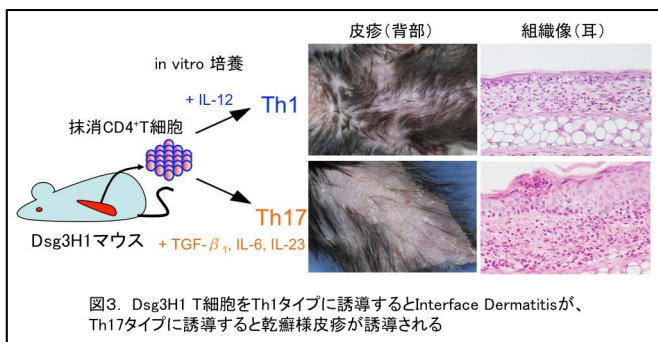 皮疹(背部)
組織像(耳)
in vitro 培養
+ IL-12
Th1
抹消CD4⁺T細胞
Th17
+ TGF-β₁, IL-6, IL-23
Dsg3H1マウス
図3. Dsg3H1 T細胞をTh1タイプに誘導するとInterface Dermatitisが、
Th17タイプに誘導すると乾癬様皮疹が誘導される